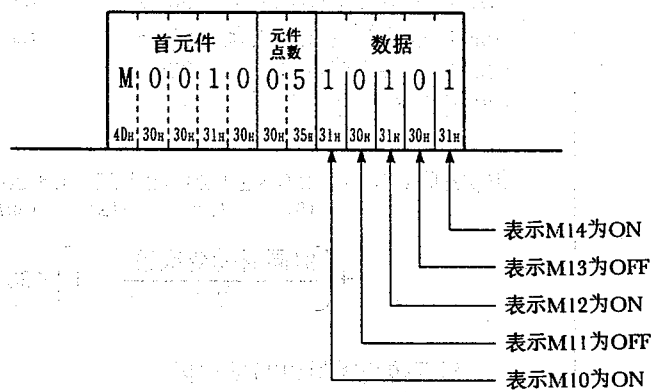 首元件 元件点数 数据
M 0 0 1 0 0 5 1 0 1 0 1
4DH 30H 30H 31H 30H 30H 35H 31H 30H 31H 30H 31H
表示M14为ON
表示M13为OFF
表示M12为ON
表示M11为OFF
表示M10为ON